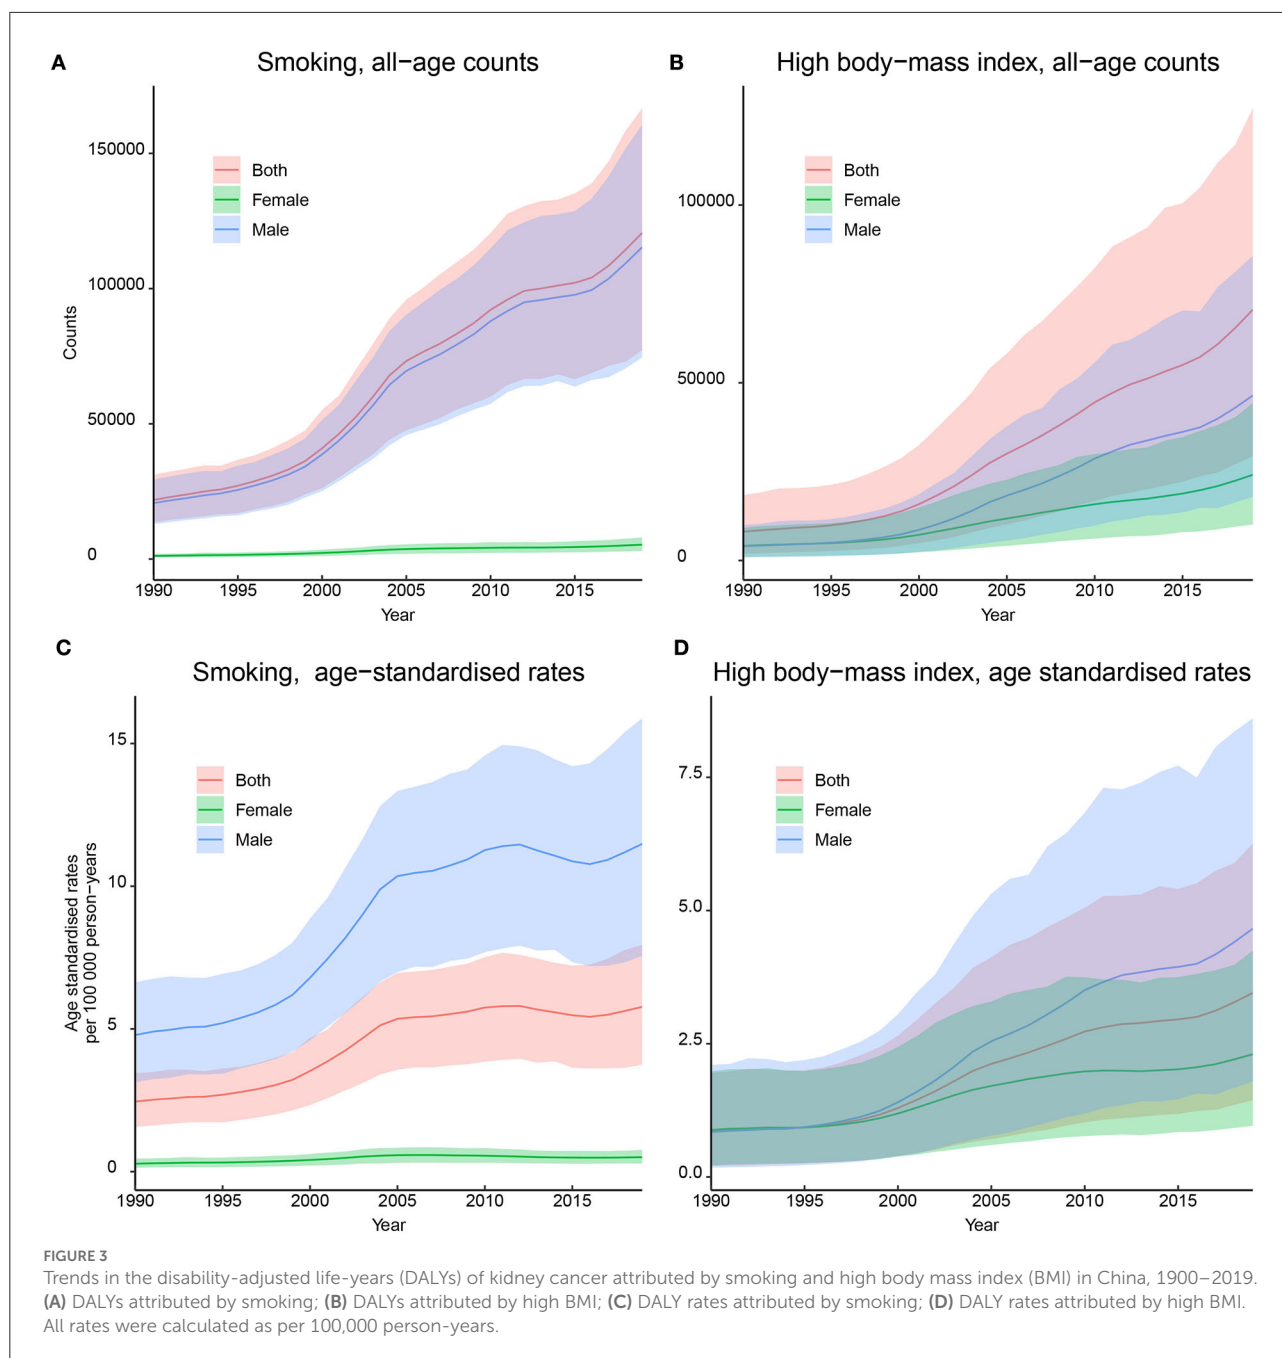 A
Smoking, all−age counts
150000
100000
50000
0
Counts
Both
Female
Male
1990 1995 2000 2005 2010 2015
Year
B
High body−mass index, all−age counts
100000
50000
0
Both
Female
Male
1990 1995 2000 2005 2010 2015
Year
C
Smoking, age−standardised rates
15
10
5
0
Age standardised rates
per 100 000 person−years
Both
Female
Male
1990 1995 2000 2005 2010 2015
Year
D
High body−mass index, age standardised rates
7.5
5.0
2.5
0.0
Both
Female
Male
1990 1995 2000 2005 2010 2015
Year
FIGURE 3
Trends in the disability-adjusted life-years (DALYs) of kidney cancer attributed by smoking and high body mass index (BMI) in China, 1900–2019.
(A) DALYs attributed by smoking; (B) DALYs attributed by high BMI; (C) DALY rates attributed by smoking; (D) DALY rates attributed by high BMI.
All rates were calculated as per 100,000 person-years.